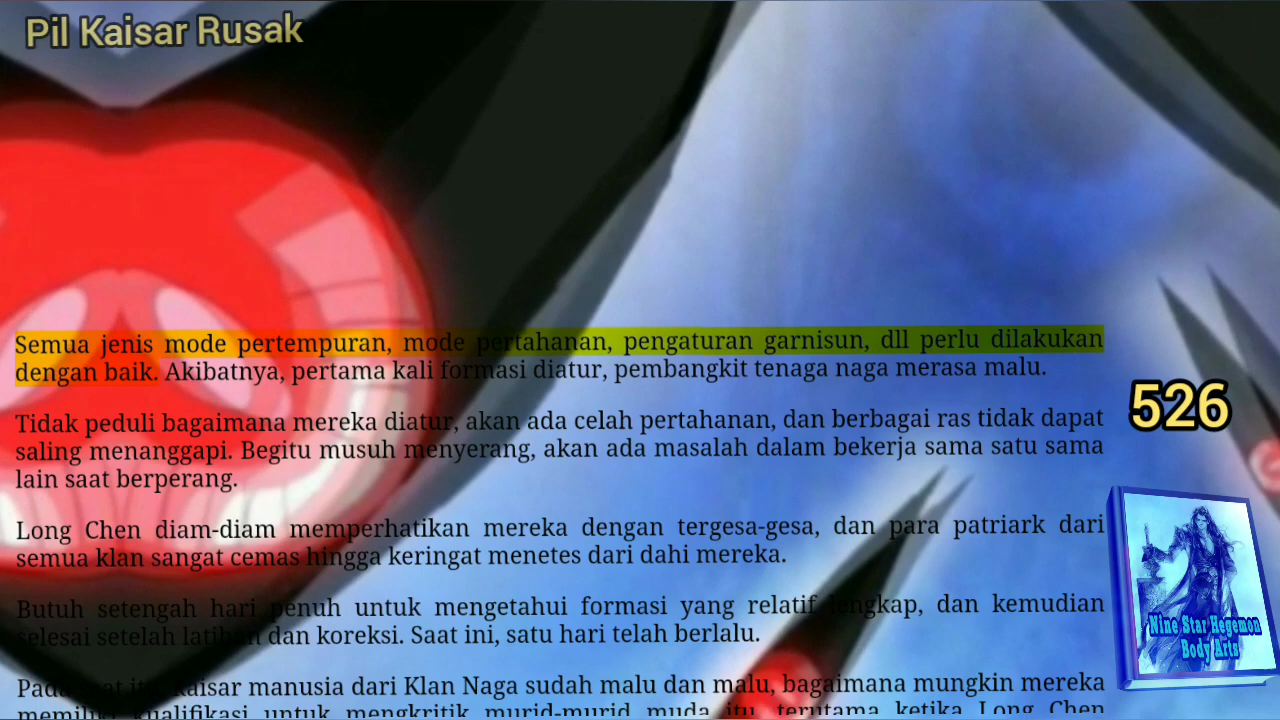 Pil Kaisar Rusak
Semua jenis mode pertempuran, mode pertahanan, pengaturan garnisun, dll perlu dilakukan
dengan baik. Akibatnya, pertama kali formasi diatur, pembangkit tenaga naga merasa malu.
Tidak peduli bagaimana mereka diatur, akan ada celah pertahanan, dan berbagai ras tidak dapat
saling menanggapi. Begitu musuh menyerang, akan ada masalah dalam bekerja sama satu sama
lain saat berperang.
526
Long Chen diam-diam memperhatikan mereka dengan tergesa-gesa, dan para patriark dari
semua klan sangat cemas hingga keringat menetes dari dahi mereka.
Butuh setengah hari penuh untuk mengetahui formasi yang relatif lengkap, dan kemudian
selesai setelah latihan dan koreksi. Saat ini, satu hari telah berlalu.
Nine Star Hegemon
Body Arts
Pada saat itu, kaisar manusia dari Klan Naga sudah malu dan malu, bagaimana mungkin mereka
memiliki kualifikasi untuk mengkritik murid-murid muda itu, terutama ketika Long Chen